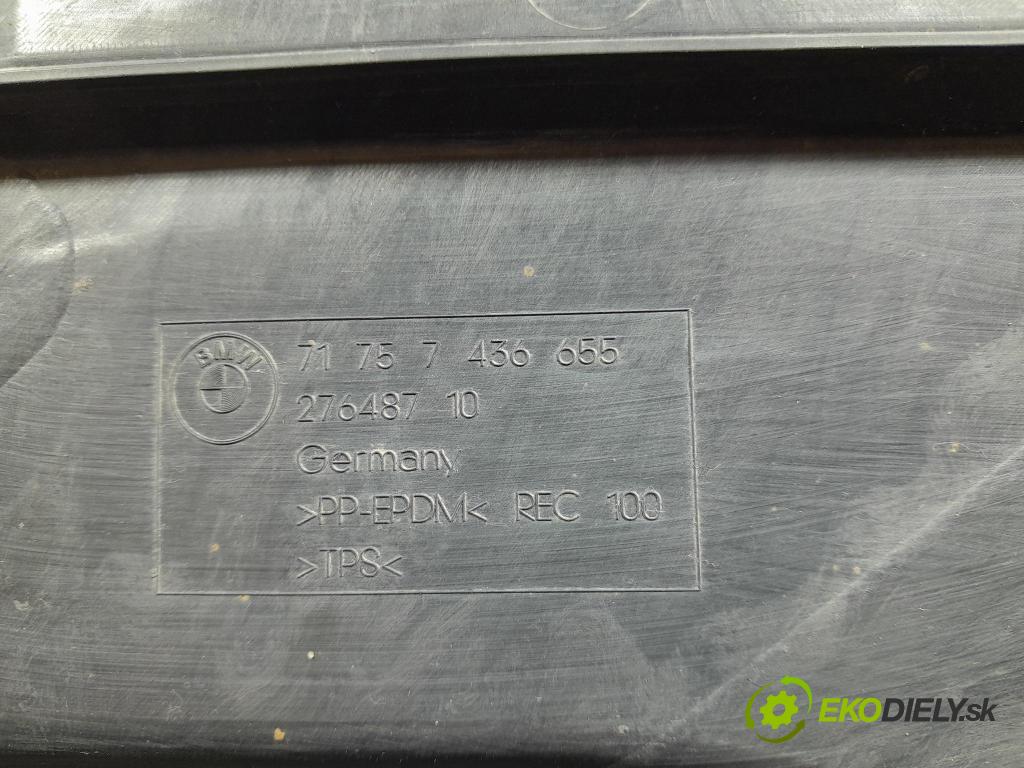 BMW
71 75 7 436 655
276487 10
Germany
>PP-EPDM< REC 100
>TPS<
EKODIELY.sk